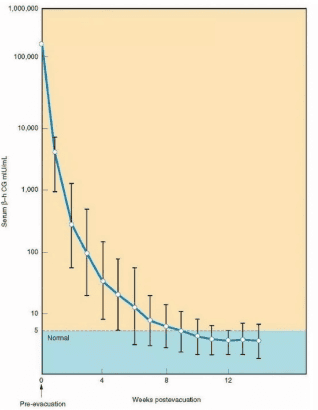 1,000,000
100,000
10,000
1,000
100
10
5
Serum β–h CG mIU/mL
Normal
0 4 8 12
Weeks postevacuation
Pre-evacuation